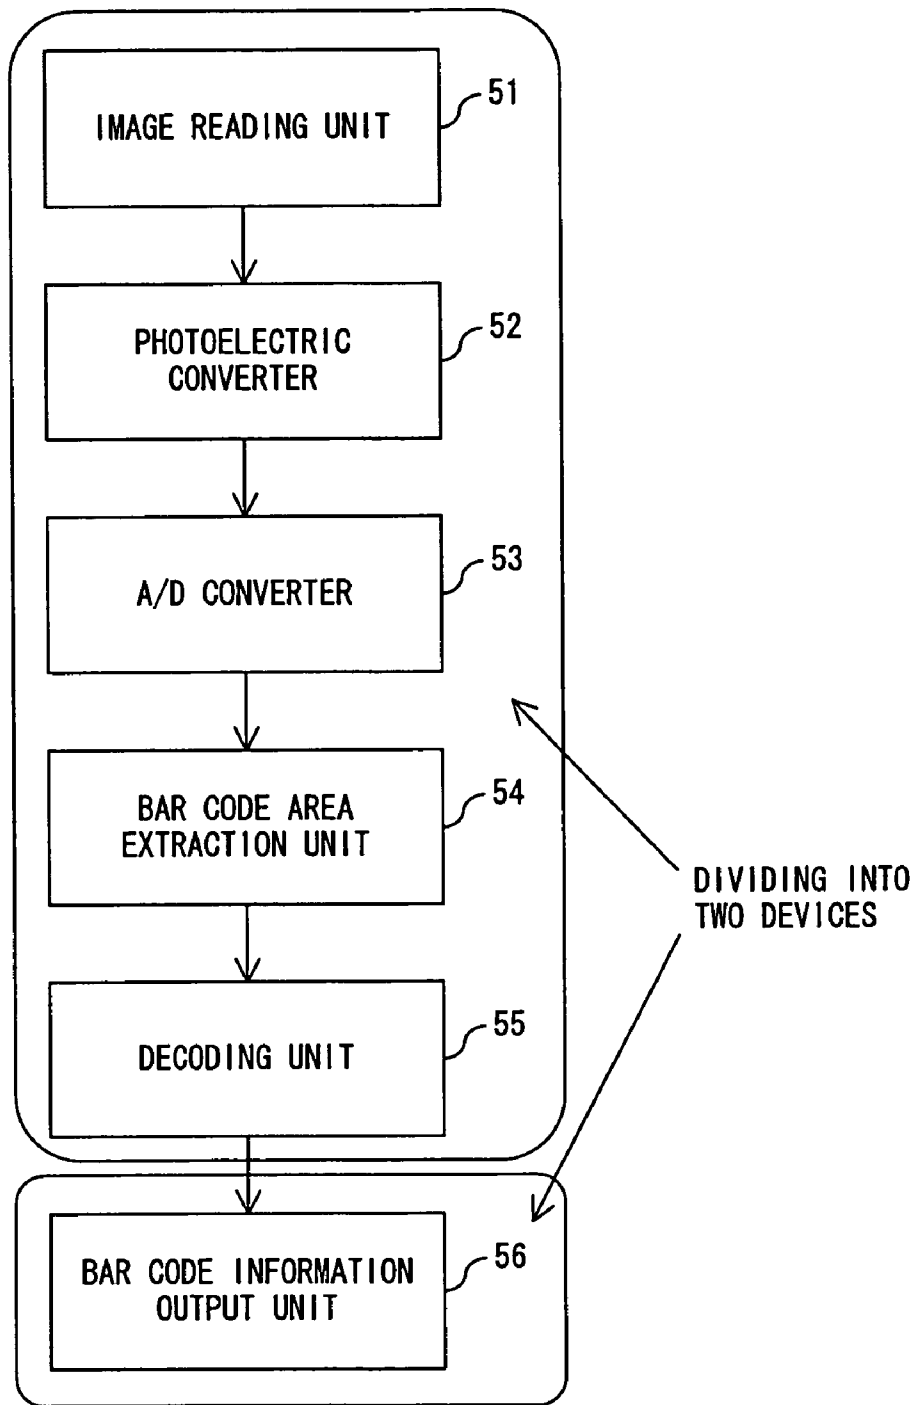 IMAGE READING UNIT
51
PHOTOELECTRIC
CONVERTER
52
A/D CONVERTER
53
BAR CODE AREA
EXTRACTION UNIT
54
DIVIDING INTO
TWO DEVICES
DECODING UNIT
55
BAR CODE INFORMATION
OUTPUT UNIT
56